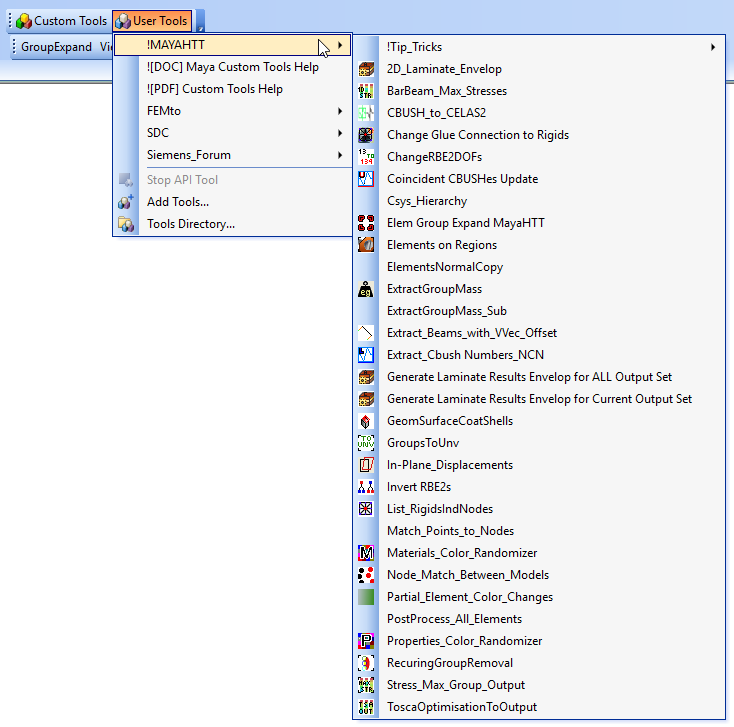 Custom Tools User Tools
GroupExpand
!MAYAHTT
![DOC] Maya Custom Tools Help
![PDF] Custom Tools Help
FEMto
SDC
Siemens_Forum
Stop API Tool
Add Tools...
Tools Directory...
!Tip_Tricks
2D_Laminate_Envelop
BarBeam_Max_Stresses
CBUSH_to_CELAS2
Change Glue Connection to Rigids
ChangeRBE2DOFs
Coincident CBUSHes Update
Csys_Hierarchy
Elem Group Expand MayaHTT
Elements on Regions
ElementsNormalCopy
ExtractGroupMass
ExtractGroupMass_Sub
Extract_Beams_with_VVec_Offset
Extract_Cbush Numbers_NCN
Generate Laminate Results Envelop for ALL Output Set
Generate Laminate Results Envelop for Current Output Set
GeomSurfaceCoatShells
GroupsToUnv
In-Plane_Displacements
Invert RBE2s
List_RigidsIndNodes
Match_Points_to_Nodes
Materials_Color_Randomizer
Node_Match_Between_Models
Partial_Element_Color_Changes
PostProcess_All_Elements
Properties_Color_Randomizer
RecuringGroupRemoval
Stress_Max_Group_Output
ToscaOptimisationToOutput